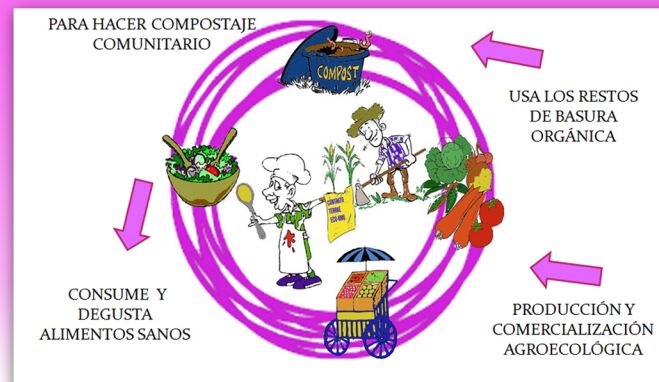 PARA HACER COMPOSTAJE
COMUNITARIO
COMPOST
USA LOS RESTOS
DE BASURA
ORGÁNICA
CONSUME Y
DEGUSTA
ALIMENTOS SANOS
PRODUCCIÓN Y
COMERCIALIZACIÓN
AGROECOLÓGICA